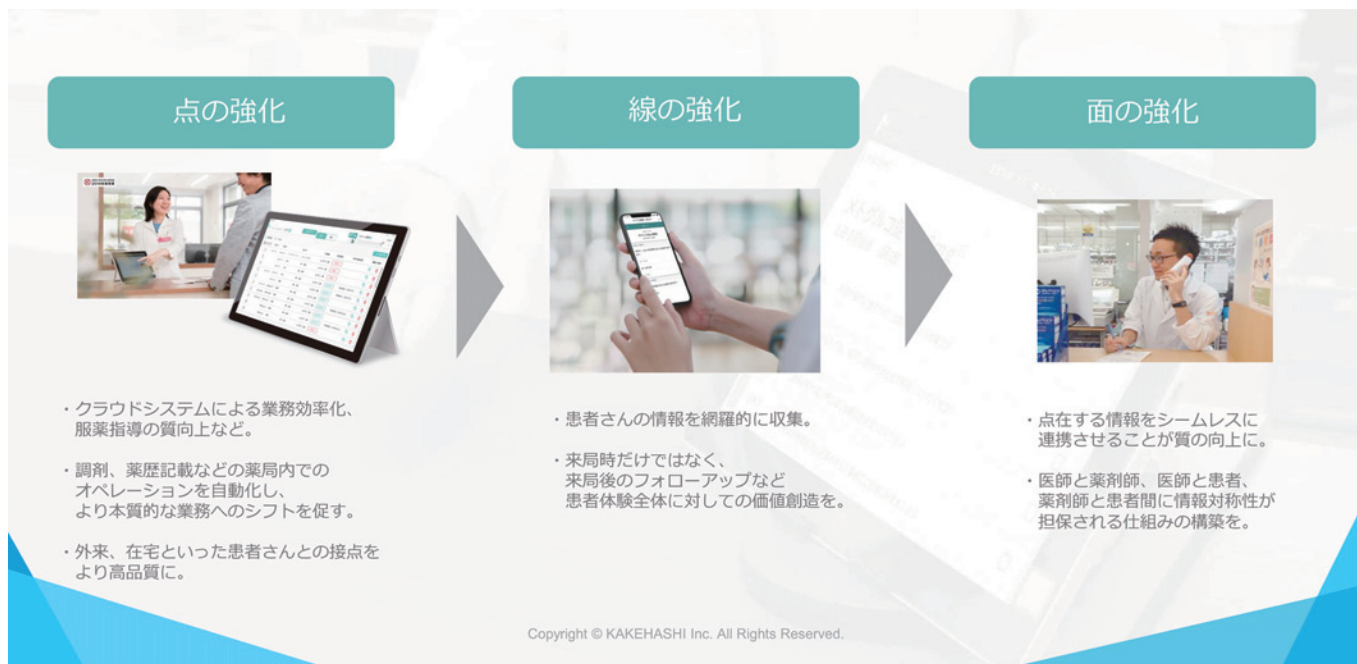 点の強化
・クラウドシステムによる業務効率化、
服薬指導の質向上など。
・調剤、薬歴記載などの薬局内での
オペレーションを自動化し、
より本質的な業務へのシフトを促す。
・外来、在宅といった患者さんとの接点を
より高品質に。
線の強化
・患者さんの情報を網羅的に収集。
・来局時だけではなく、
来局後のフォローアップなど
患者体験全体に対しての価値創造を。
面の強化
・点在する情報をシームレスに
連携させることが質の向上に。
・医師と薬剤師、医師と患者、
薬剤師と患者間に情報対称性が
担保される仕組みの構築を。
Copyright © KAKEHASHI Inc. All Rights Reserved.